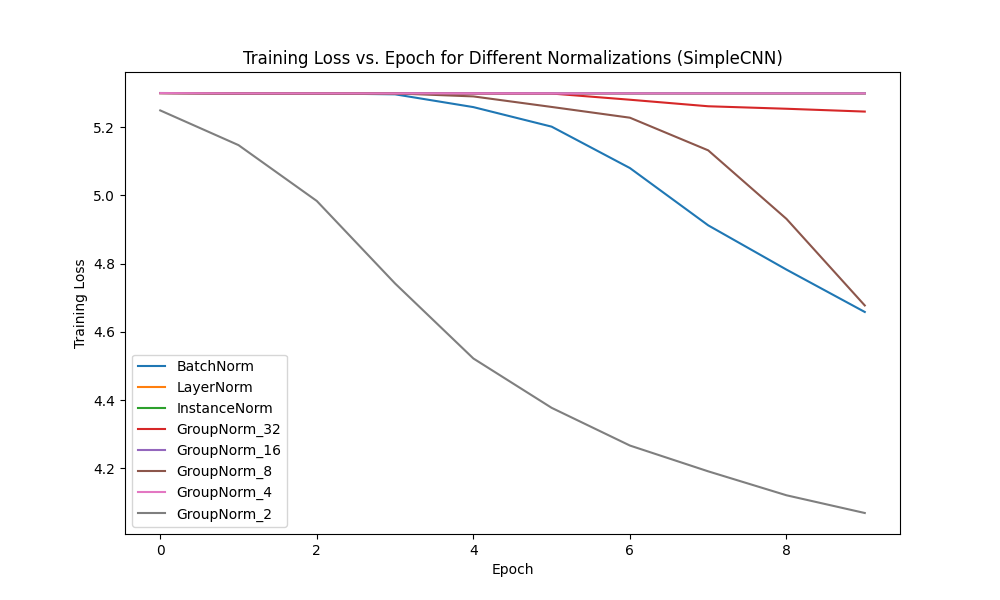 Training Loss vs. Epoch for Different Normalizations (SimpleCNN)
Training Loss
5.2
5.0
4.8
4.6
4.4
4.2
BatchNorm
LayerNorm
InstanceNorm
GroupNorm_32
GroupNorm_16
GroupNorm_8
GroupNorm_4
GroupNorm_2
0 2 4 6 8
Epoch